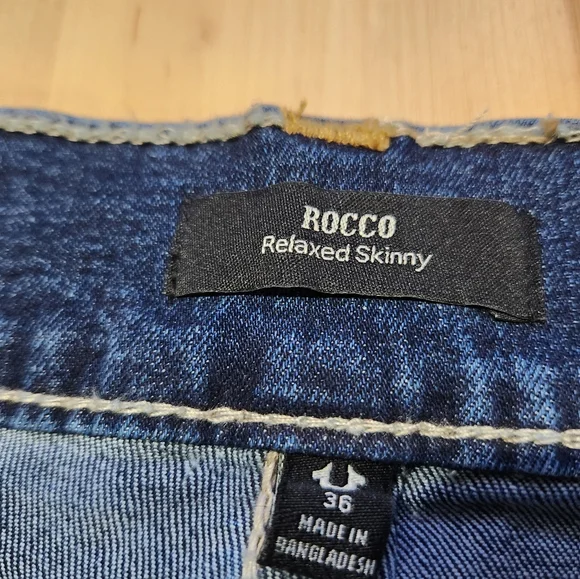 ROCCO
Relaxed Skinny
36
MADE IN
BANGLADESH